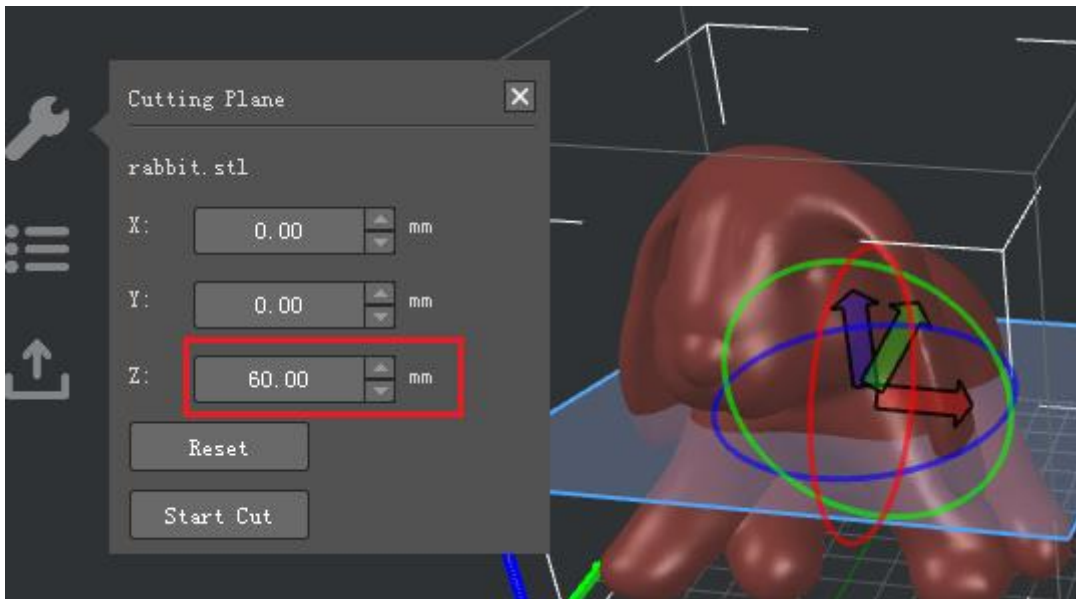 Cutting Plane
rabbit.stl
X: 0.00 mm
Y: 0.00 mm
Z: 60.00 mm
Reset
Start Cut